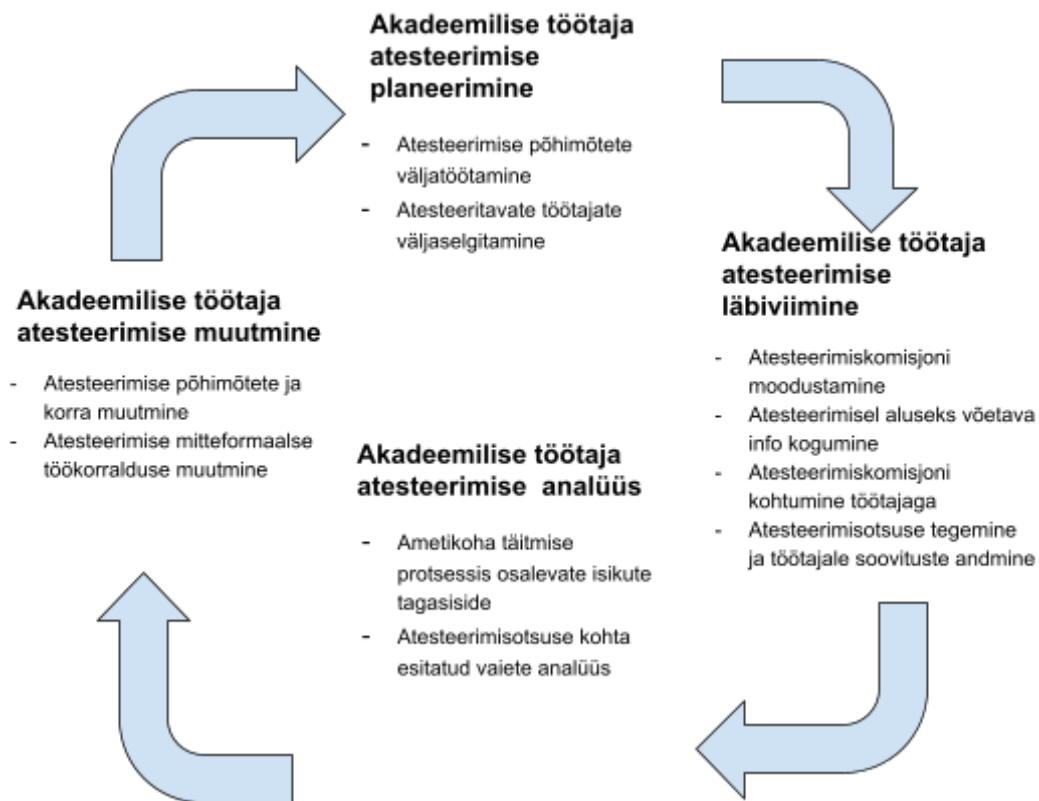 Akadeemilise töötaja
atesteerimise
planeerimine
- Atesteerimise põhimõtete
väljatöötamine
- Atesteeritavate töötajate
väljaselgitamine
Akadeemilise töötaja
atesteerimise
läbiviimine
- Atesteerimiskomisjoni
moodustamine
- Atesteerimisel aluseks võetava
info kogumine
- Atesteerimiskomisjoni
kohtumine töötajaga
- Atesteerimisotsuse tegemine
ja töötajale soovituste andmine
Akadeemilise töötaja
atesteerimise analüüs
- Ametikoha täitmise
protsessis osalevate isikute
tagasiside
- Atesteerimisotsuse kohta
esitatud vaiete analüüs
Akadeemilise töötaja
atesteerimise muutmine
- Atesteerimise põhimõtete ja
korra muutmine
- Atesteerimise mitteformaalse
töökorralduse muutmine